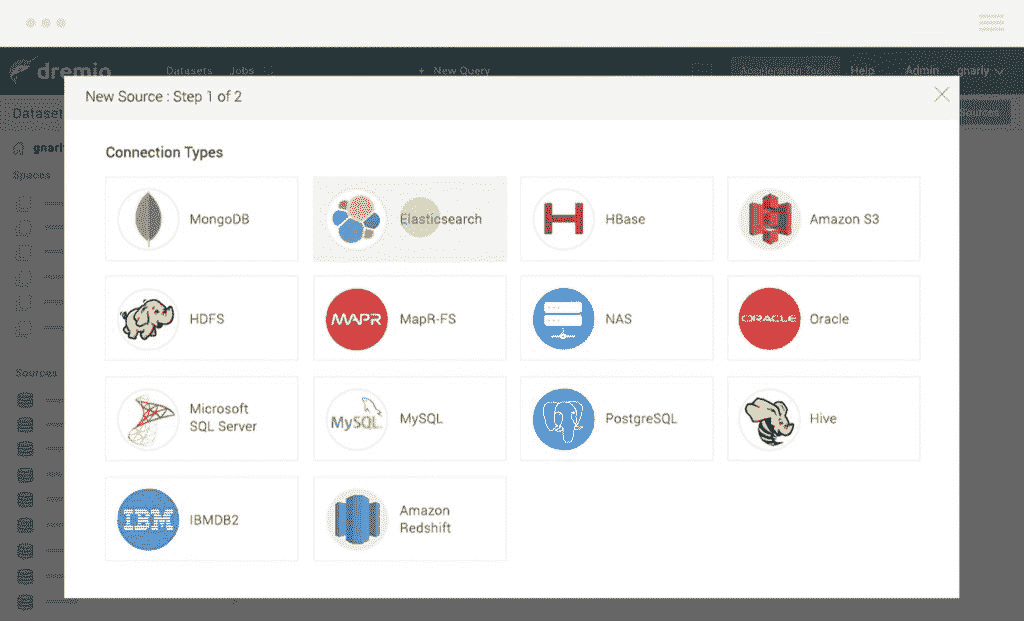 dremio
Datasets Jobs + New Query Acceleration Tools Help Admin gnarly
New Source : Step 1 of 2
Dataset
Sources
gnarly
Spaces
Sources
Connection Types
MongoDB
Elasticsearch
HBase
Amazon S3
HDFS
MAPR
MapR-FS
NAS
ORACLE
Oracle
Microsoft
SQL Server
MySQL
MySQL
PostgreSQL
Hive
IBM
IBMDB2
Amazon
Redshift